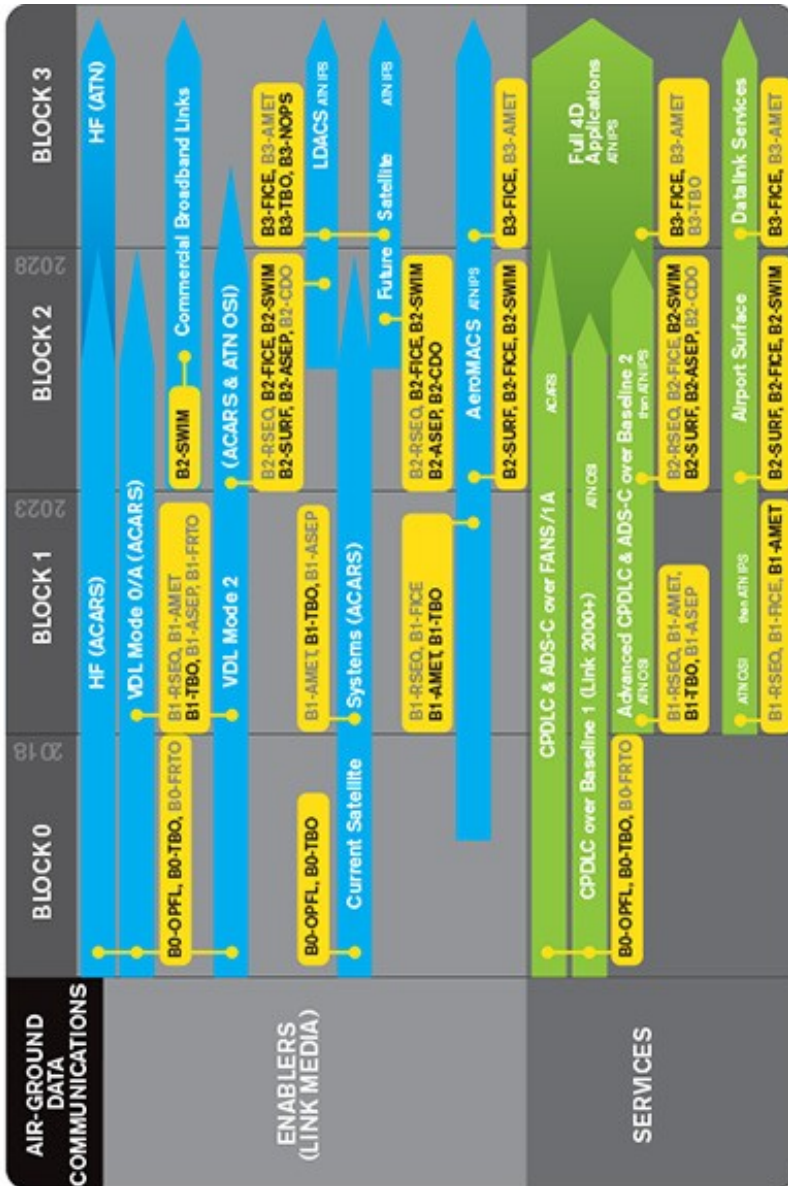 AIR-GROUND
DATA
COMMUNICATIONS
BLOCK 0
2018
BLOCK 1
2023
BLOCK 2
2028
BLOCK 3
ENABLERS
(LINK MEDIA)
HF (ACARS)
HF (ATN)
VDL Mode 0/A (ACARS)
B0-OPFL, B0-TBO, B0-FRTO
B1-RSEQ, B1-AMET
B1-TBO, B1-ASEP, B1-FRTO
B2-SWIM
Commercial Broadband Links
VDL Mode 2
(ACARS & ATN OSI)
B2-RSEQ, B2-FICE, B2-SWIM
B2-SURF, B2-ASEP, B2-CDO
B3-FICE, B3-AMET
B3-TBO, B3-NOPS
B0-OPFL, B0-TBO
B1-AMET, B1-TBO, B1-ASEP
LDACS ATN IPS
Current Satellite
Systems (ACARS)
Future Satellite ATN IPS
B1-RSEQ, B1-FICE
B1-AMET, B1-TBO
B2-RSEQ, B2-FICE, B2-SWIM
B2-ASEP, B2-CDO
AeroMACS ATN IPS
B2-SURF, B2-FICE, B2-SWIM
B3-FICE, B3-AMET
SERVICES
CPDLC & ADS-C over FANS/1A ACARS
CPDLC over Baseline 1 (Link 2000+) ATN OSI
Full 4D
Applications
ATN IPS
Advanced CPDLC & ADS-C over Baseline 2
ATN OSI then ATN IPS
B0-OPFL, B0-TBO, B0-FRTO
B1-RSEQ, B1-AMET,
B1-TBO, B1-ASEP
B2-RSEQ, B2-FICE, B2-SWIM
B2-SURF, B2-ASEP, B2-CDO
B3-FICE, B3-AMET
B3-TBO
ATN OSI then ATN IPS Airport Surface Datalink Services
B1-RSEQ, B1-FICE, B1-AMET
B2-SURF, B2-FICE, B2-SWIM
B3-FICE, B3-AMET